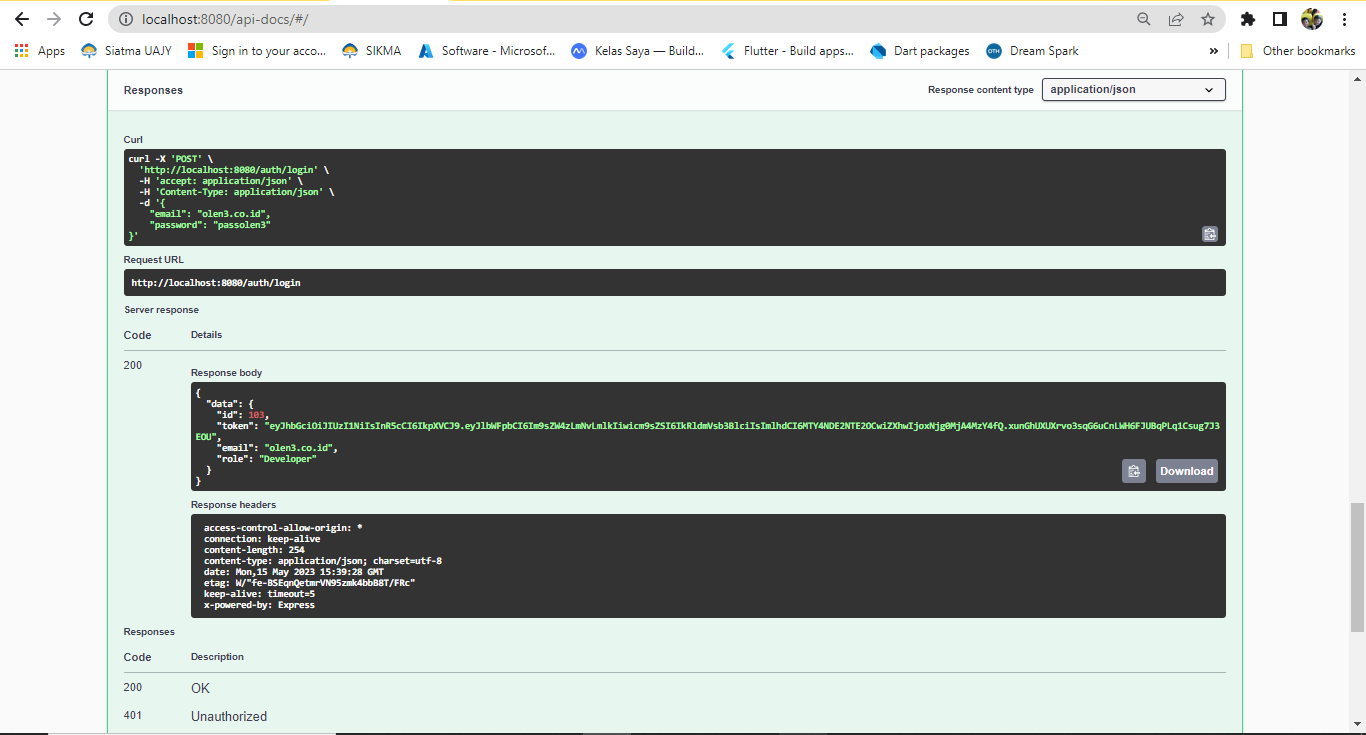 localhost:8080/api-docs/#/
Apps Siatma UAJY Sign in to your acco... SIKMA Software - Microsof... Kelas Saya — Build... Flutter - Build apps... Dart packages OTH Dream Spark » Other bookmarks
Responses Response content type application/json
Curl
curl -X 'POST' \
'http://localhost:8080/auth/login' \
-H 'accept: application/json' \
-H 'Content-Type: application/json' \
-d '{
"email": "olen3.co.id",
"password": "passolen3"
}'
Request URL
http://localhost:8080/auth/login
Server response
Code Details
200
Response body
{
"data": {
"id": 103,
"token": "eyJhbGciOiJIUzI1NiIsInR5cCI6IkpXVCJ9.eyJlbWFpbCI6Im9sZW4zLmNvLmlkIiwicm9sZSI6IkRldmVsb3BlciIsImlhdCI6MTY4NDE2NTE2OCwiZXhwIjoxNjg0MjA4MzY4fQ.xunGhUXUXrvo3sqG6uCnLWH6FJUBqPLq1Csug7J3
EOU",
"email": "olen3.co.id",
"role": "Developer"
}
}
Download
Response headers
access-control-allow-origin: *
connection: keep-alive
content-length: 254
content-type: application/json; charset=utf-8
date: Mon,15 May 2023 15:39:28 GMT
etag: W/"fe-BSEqnQetmrVN95zmk4bbB8T/FRc"
keep-alive: timeout=5
x-powered-by: Express
Responses
Code Description
200 OK
401 Unauthorized